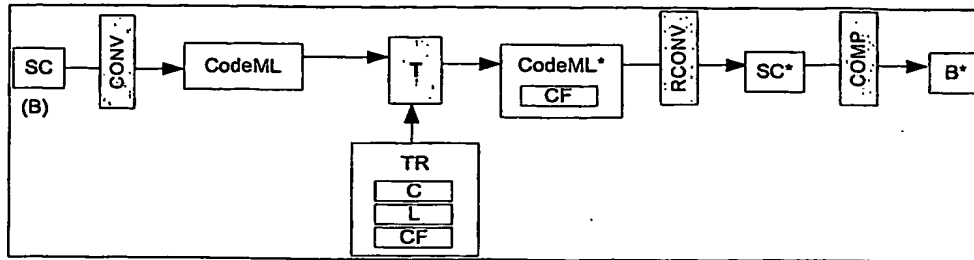 SC
(B)
CONV
CodeML
T
TR
C
L
CF
CodeML*
CF
RCONV
SC*
COMP
B*